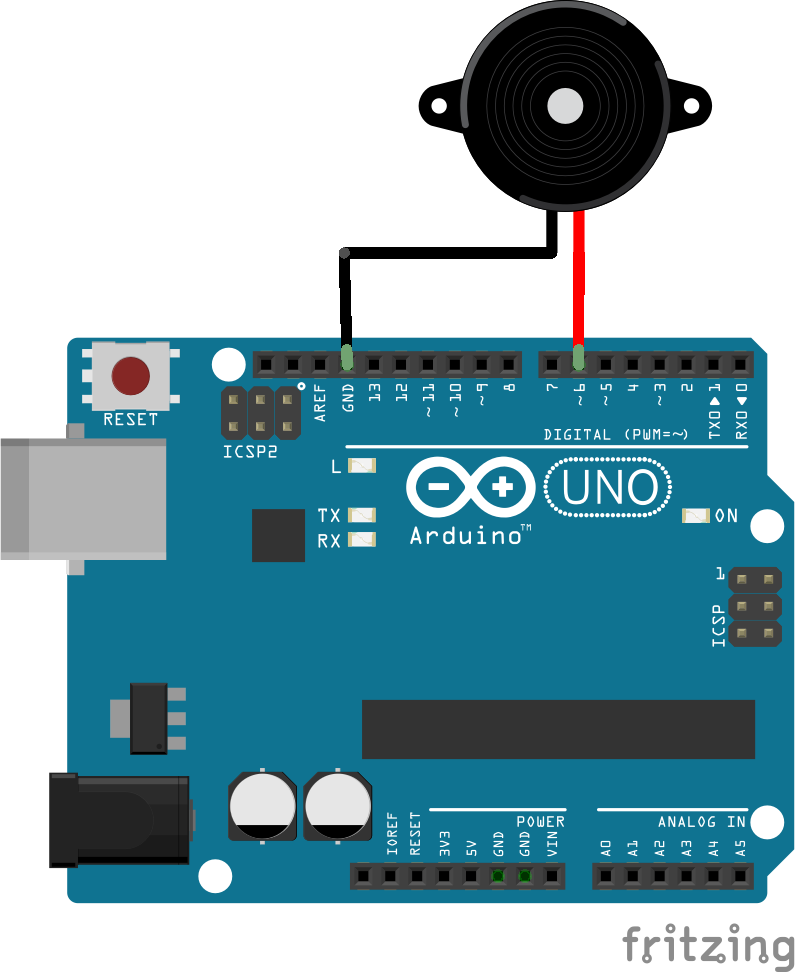 RESET
ICSP2
AREF
GND
13
12
~11
~10
~9
8
7
~6
~5
4
~3
2
TX0▶1
RX0◀0
DIGITAL (PWM=~)
L
TX
RX
Arduino™
UNO
ON
1
ICSP
IOREF
RESET
3V3
5V
GND
GND
VIN
POWER
ANALOG IN
A0
A1
A2
A3
A4
A5
fritzing